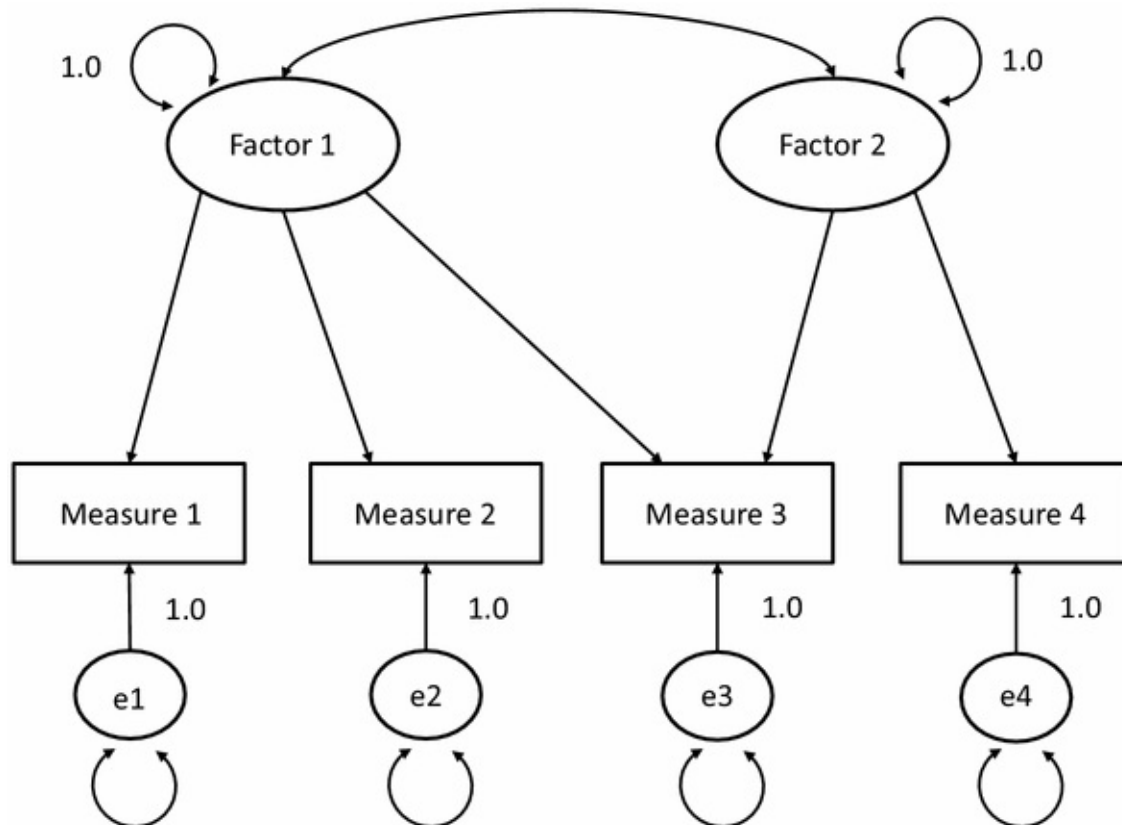 1.0
1.0
Factor 1
Factor 2
Measure 1
Measure 2
Measure 3
Measure 4
1.0
1.0
1.0
1.0
e1
e2
e3
e4